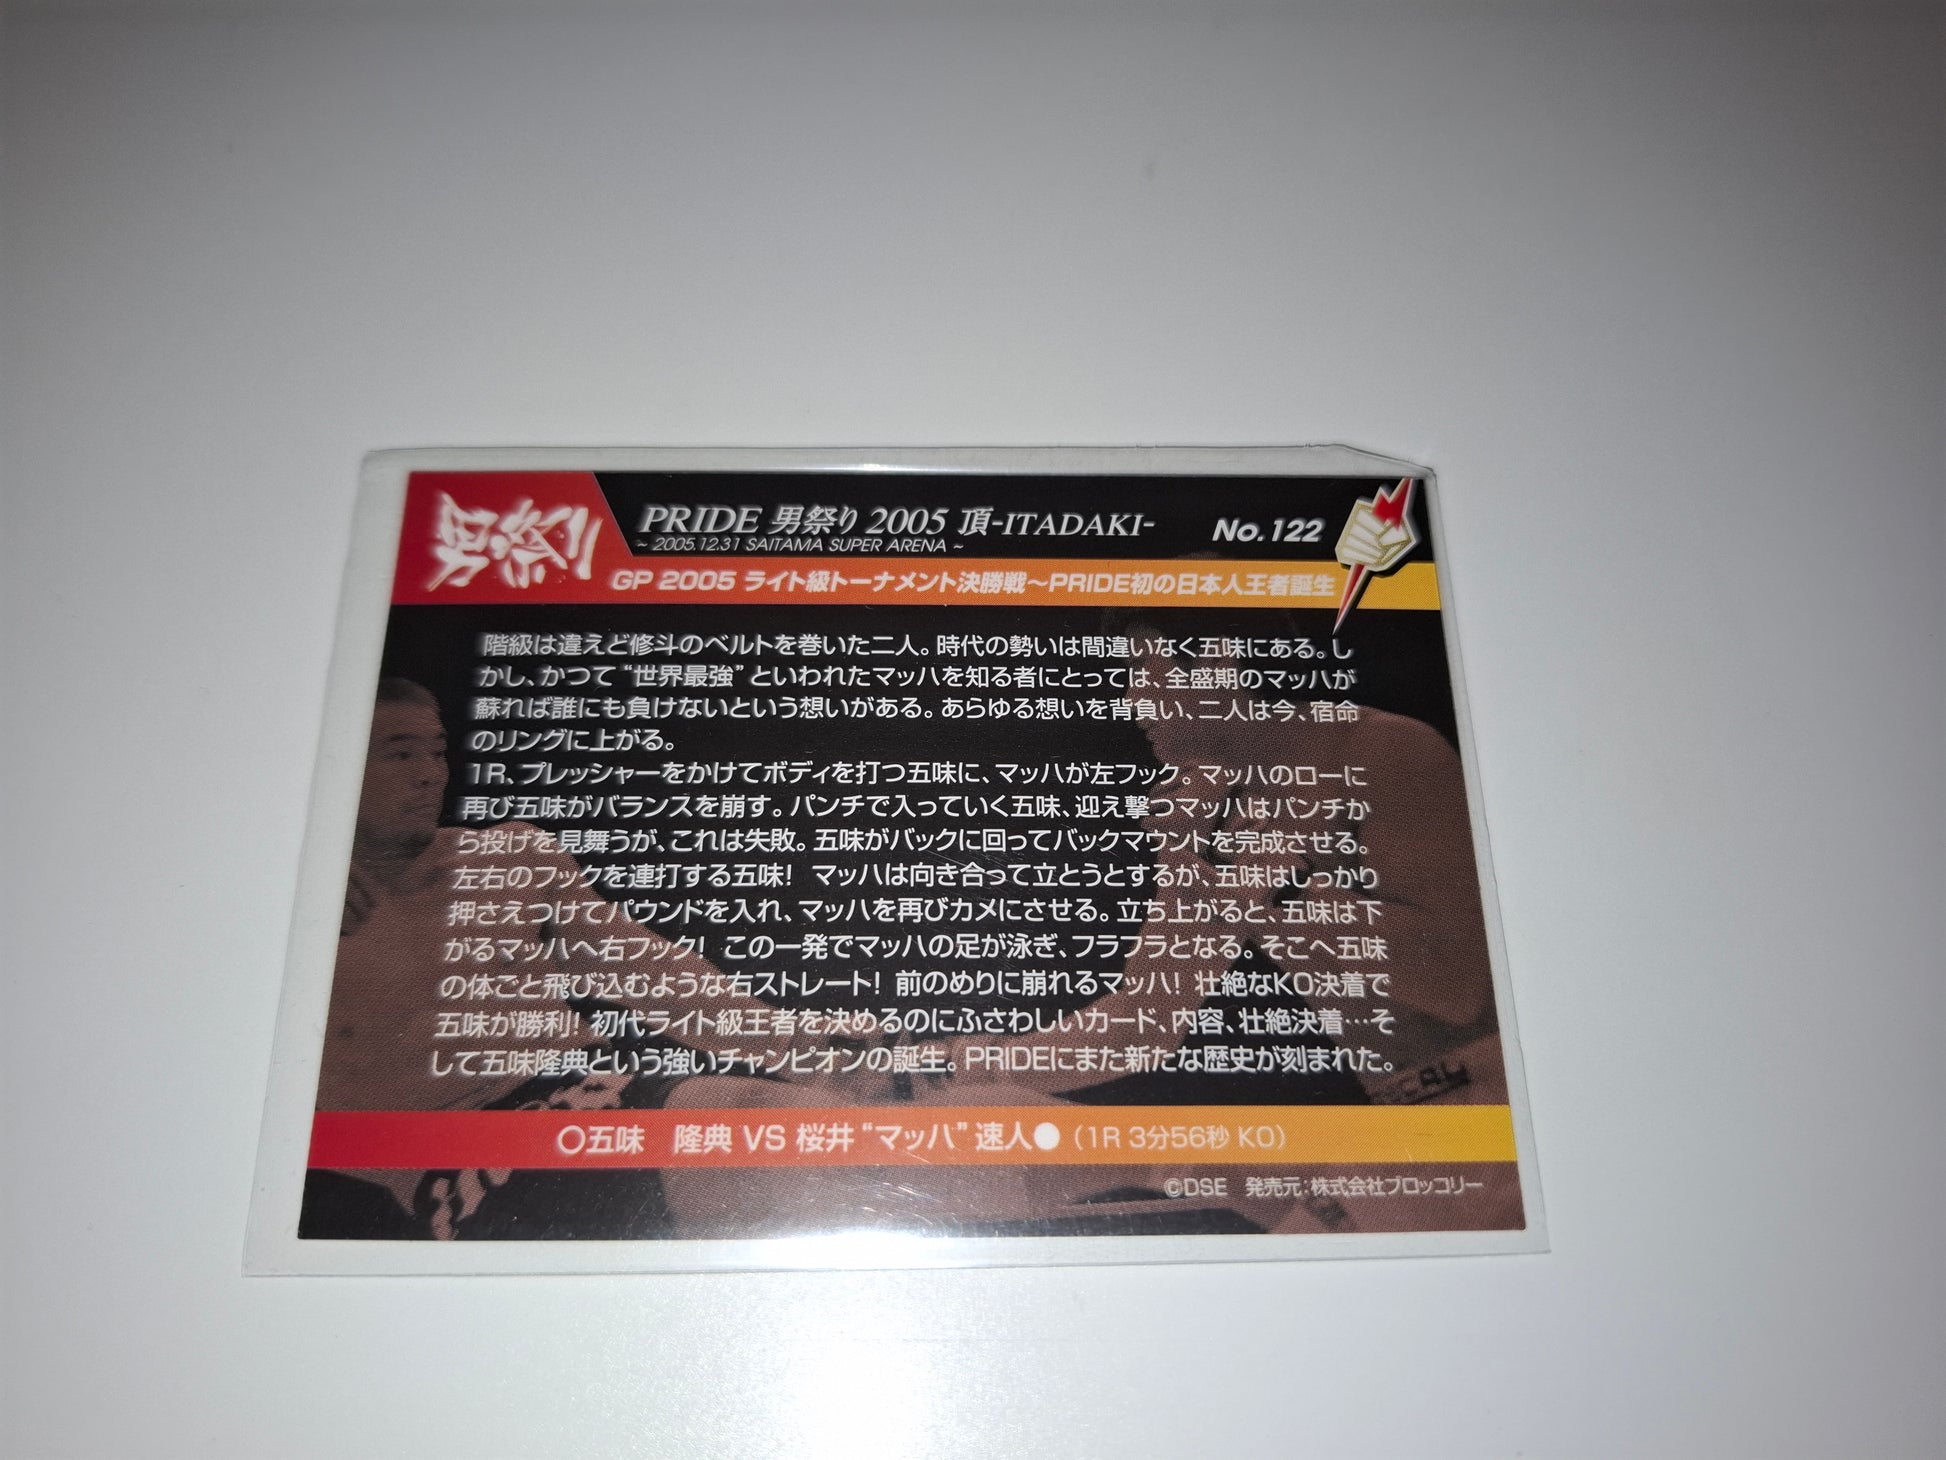 男祭
PRIDE 男祭り 2005 頂-ITADAKI-
No.122
~ 2005.12.31 SAITAMA SUPER ARENA ~
GP 2005 ライト級トーナメント決勝戦～PRIDE初の日本人王者誕生
階級は違えど修斗のベルトを巻いた二人。時代の勢いは間違いなく五味にある。し
かし、かつて“世界最強”といわれたマッハを知る者にとっては、全盛期のマッハが
蘇れば誰にも負けないという想いがある。あらゆる想いを背負い、二人は今、宿命
のリングに上がる。
1R、プレッシャーをかけてボディを打つ五味に、マッハが左フック。マッハのローに
再び五味がバランスを崩す。パンチで入っていく五味、迎え撃つマッハはパンチか
ら投げを見舞うが、これは失敗。五味がバックに回ってバックマウントを完成させる。
左右のフックを連打する五味！ マッハは向き合って立とうとするが、五味はしっかり
押さえつけてパウンドを入れ、マッハを再びカメにさせる。立ち上がると、五味は下
がるマッハへ右フック！ この一発でマッハの足が泳ぎ、フラフラとなる。そこへ五味
の体ごと飛び込むような右ストレート！ 前のめりに崩れるマッハ！ 壮絶なKO決着で
五味が勝利！ 初代ライト級王者を決めるのにふさわしいカード、内容、壮絶決着…そ
して五味隆典という強いチャンピオンの誕生。PRIDEにまた新たな歴史が刻まれた。
○五味　隆典 VS 桜井“マッハ”速人●（1R 3分56秒 KO）
©DSE　発売元：株式会社ブロッコリー